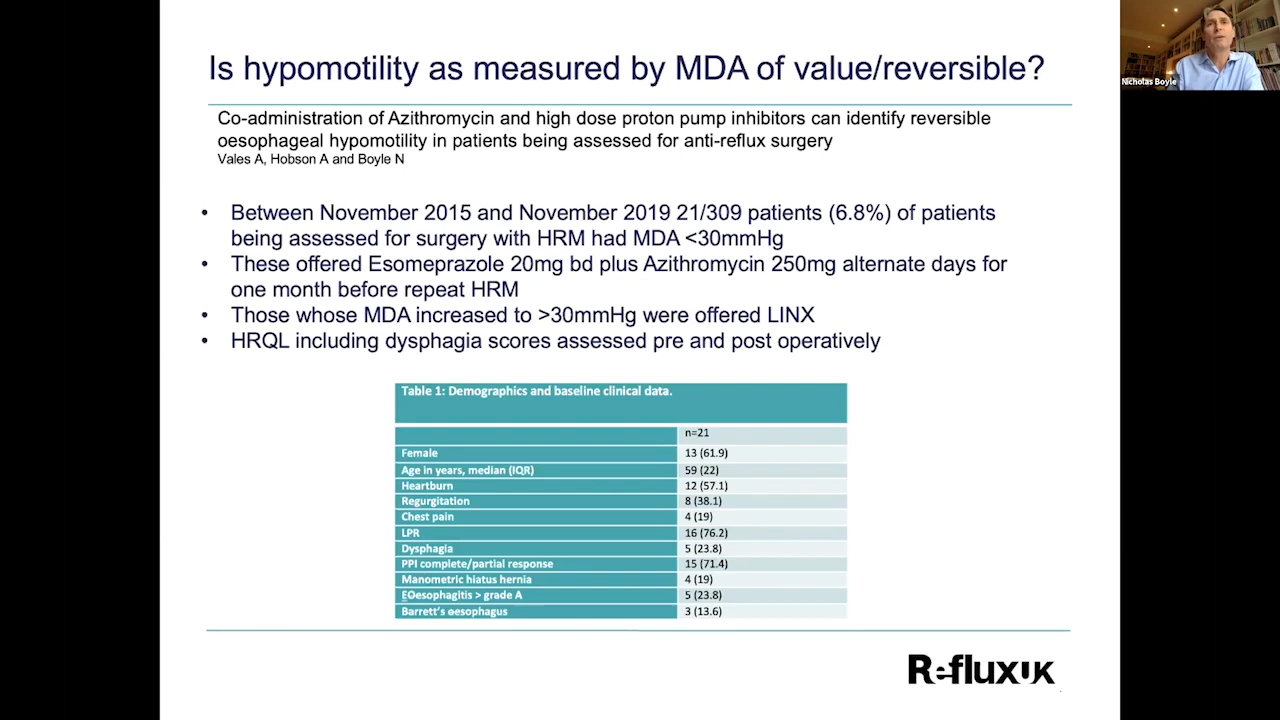 Is hypomotility as measured by MDA of value/reversible?
Nicholas Boyle
Co-administration of Azithromycin and high dose proton pump inhibitors can identify reversible
oesophageal hypomotility in patients being assessed for anti-reflux surgery
Vales A, Hobson A and Boyle N
• Between November 2015 and November 2019 21/309 patients (6.8%) of patients
being assessed for surgery with HRM had MDA <30mmHg
• These offered Esomeprazole 20mg bd plus Azithromycin 250mg alternate days for
one month before repeat HRM
• Those whose MDA increased to >30mmHg were offered LINX
• HRQL including dysphagia scores assessed pre and post operatively
Table 1: Demographics and baseline clinical data.
n=21
Female 13 (61.9)
Age in years, median (IQR) 59 (22)
Heartburn 12 (57.1)
Regurgitation 8 (38.1)
Chest pain 4 (19)
LPR 16 (76.2)
Dysphagia 5 (23.8)
PPI complete/partial response 15 (71.4)
Manometric hiatus hernia 4 (19)
EOesophagitis > grade A 5 (23.8)
Barrett's oesophagus 3 (13.6)
RefluxUK